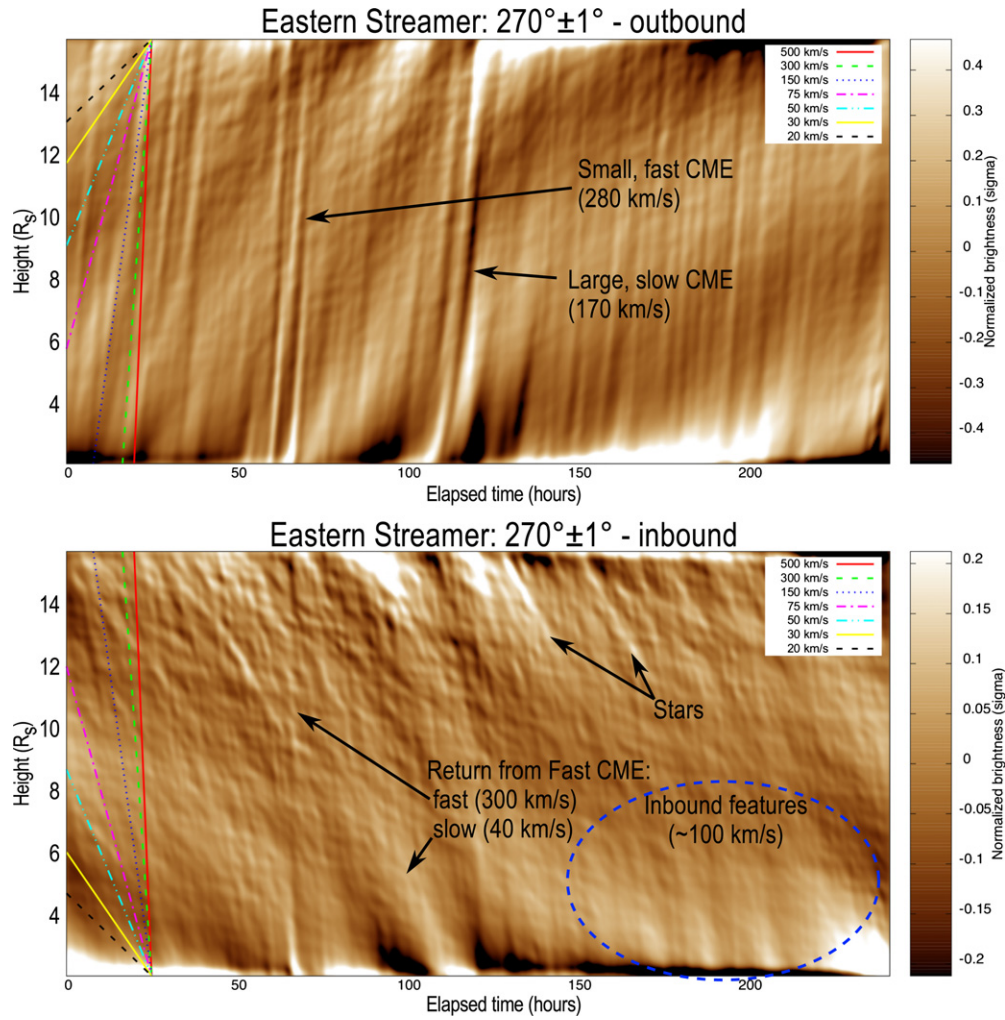 Eastern Streamer: 270°±1° - outbound
500 km/s
300 km/s
150 km/s
75 km/s
50 km/s
30 km/s
20 km/s
14
12
10
8
6
4
Height (Rs)
Small, fast CME
(280 km/s)
Large, slow CME
(170 km/s)
0 50 100 150 200
Elapsed time (hours)
0.4
0.3
0.2
0.1
0
-0.1
-0.2
-0.3
-0.4
Normalized brightness (sigma)
Eastern Streamer: 270°±1° - inbound
500 km/s
300 km/s
150 km/s
75 km/s
50 km/s
30 km/s
20 km/s
14
12
10
8
6
4
Height (Rs)
Stars
Return from Fast CME:
fast (300 km/s)
slow (40 km/s)
Inbound features
(~100 km/s)
0 50 100 150 200
Elapsed time (hours)
0.2
0.15
0.1
0.05
0
-0.05
-0.1
-0.15
-0.2
Normalized brightness (sigma)